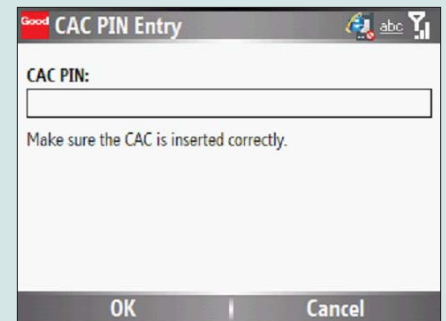 Good CAC PIN Entry abc
CAC PIN:
Make sure the CAC is inserted correctly.
OK Cancel